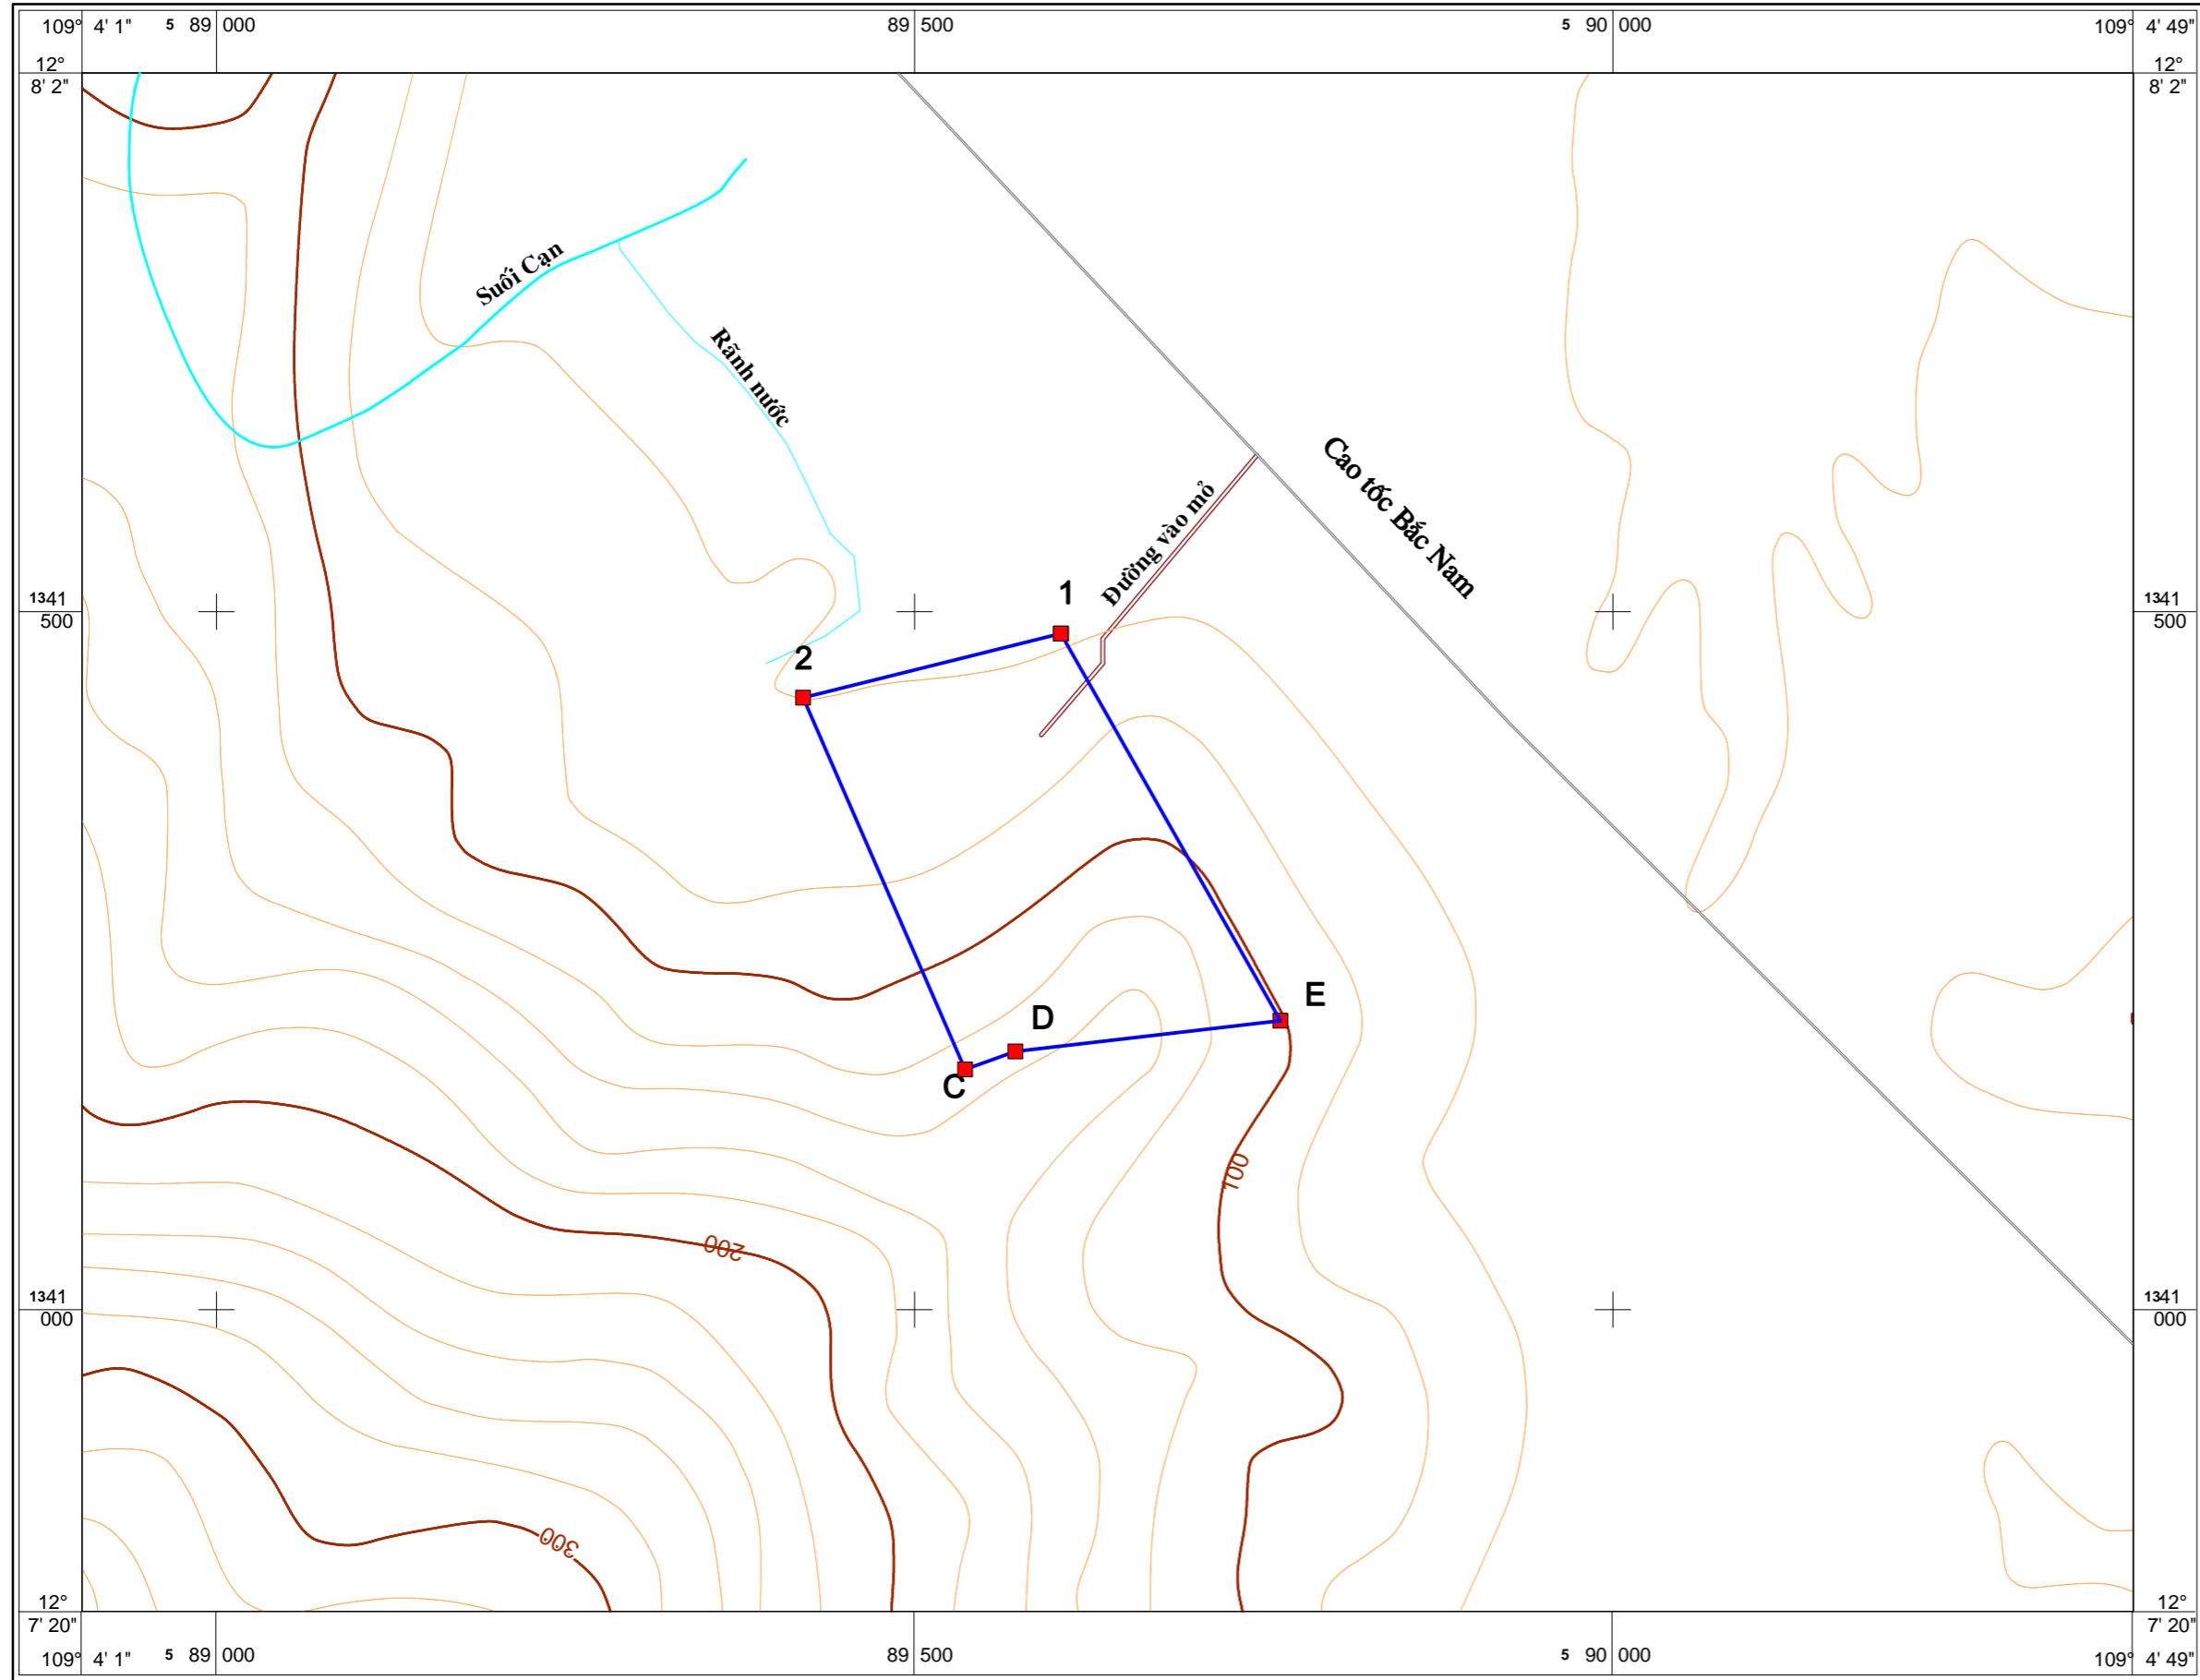 109° 4' 1" 5 89 000 89 500 5 90 000 109° 4' 49"
12° 12°
8' 2" 8' 2"
Suối Cạn
Rãnh nước
Cao tốc Bắc Nam
Đường vào mỏ
1
1341 1341
500 500
2
E
D
C
100
200
1341 1341
000 000
300
12° 12°
7' 20" 7' 20"
109° 4' 1" 5 89 000 89 500 5 90 000 109° 4' 49"